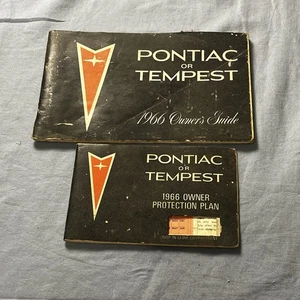 PONTIAC
OR
TEMPEST
1966 Owner's Guide
PONTIAC
OR
TEMPEST
1966 OWNER
PROTECTION PLAN